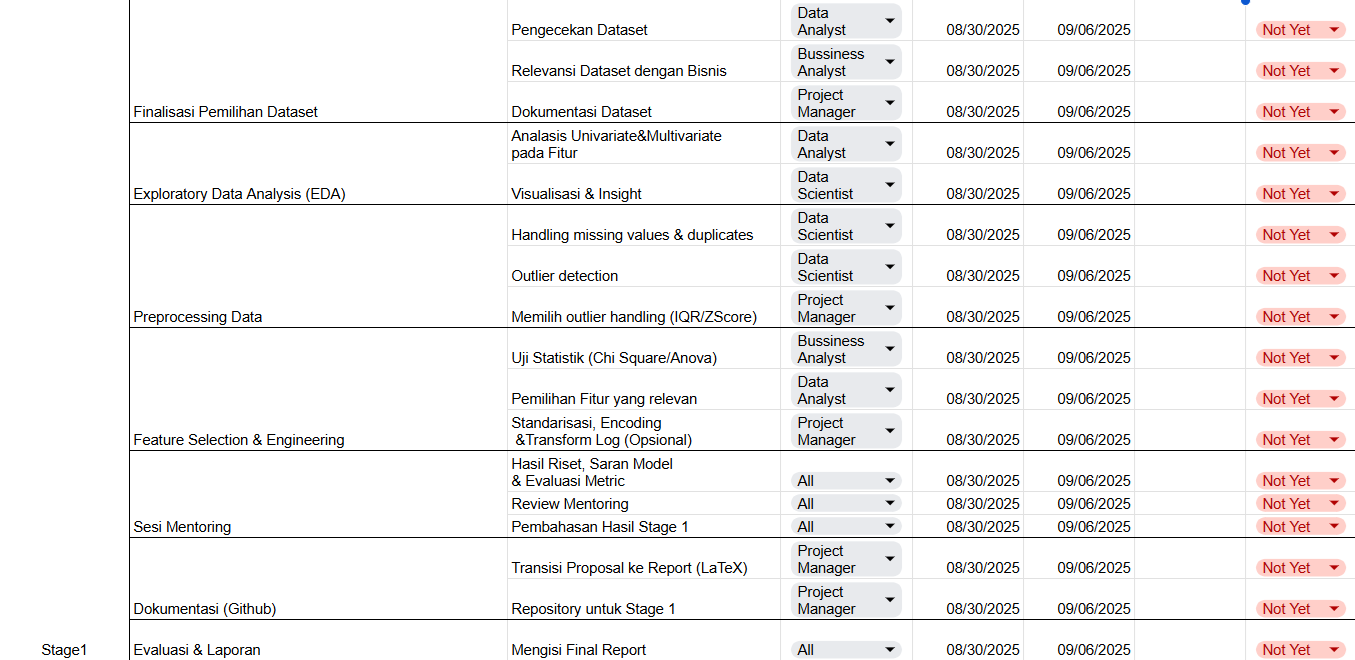 Pengecekan Dataset Data Analyst 08/30/2025 09/06/2025 Not Yet
Relevansi Dataset dengan Bisnis Bussiness Analyst 08/30/2025 09/06/2025 Not Yet
Finalisasi Pemilihan Dataset Dokumentasi Dataset Project Manager 08/30/2025 09/06/2025 Not Yet
Analasis Univariate&Multivariate
pada Fitur Data Analyst 08/30/2025 09/06/2025 Not Yet
Exploratory Data Analysis (EDA) Visualisasi & Insight Data Scientist 08/30/2025 09/06/2025 Not Yet
Handling missing values & duplicates Data Scientist 08/30/2025 09/06/2025 Not Yet
Outlier detection Data Scientist 08/30/2025 09/06/2025 Not Yet
Preprocessing Data Memilih outlier handling (IQR/ZScore) Project Manager 08/30/2025 09/06/2025 Not Yet
Uji Statistik (Chi Square/Anova) Bussiness Analyst 08/30/2025 09/06/2025 Not Yet
Pemilihan Fitur yang relevan Data Analyst 08/30/2025 09/06/2025 Not Yet
Standarisasi, Encoding
Feature Selection & Engineering &Transform Log (Opsional) Project Manager 08/30/2025 09/06/2025 Not Yet
Hasil Riset, Saran Model
& Evaluasi Metric All 08/30/2025 09/06/2025 Not Yet
Review Mentoring All 08/30/2025 09/06/2025 Not Yet
Sesi Mentoring Pembahasan Hasil Stage 1 All 08/30/2025 09/06/2025 Not Yet
Transisi Proposal ke Report (LaTeX) Project Manager 08/30/2025 09/06/2025 Not Yet
Dokumentasi (Github) Repository untuk Stage 1 Project Manager 08/30/2025 09/06/2025 Not Yet
Stage1 Evaluasi & Laporan Mengisi Final Report All 08/30/2025 09/06/2025 Not Yet